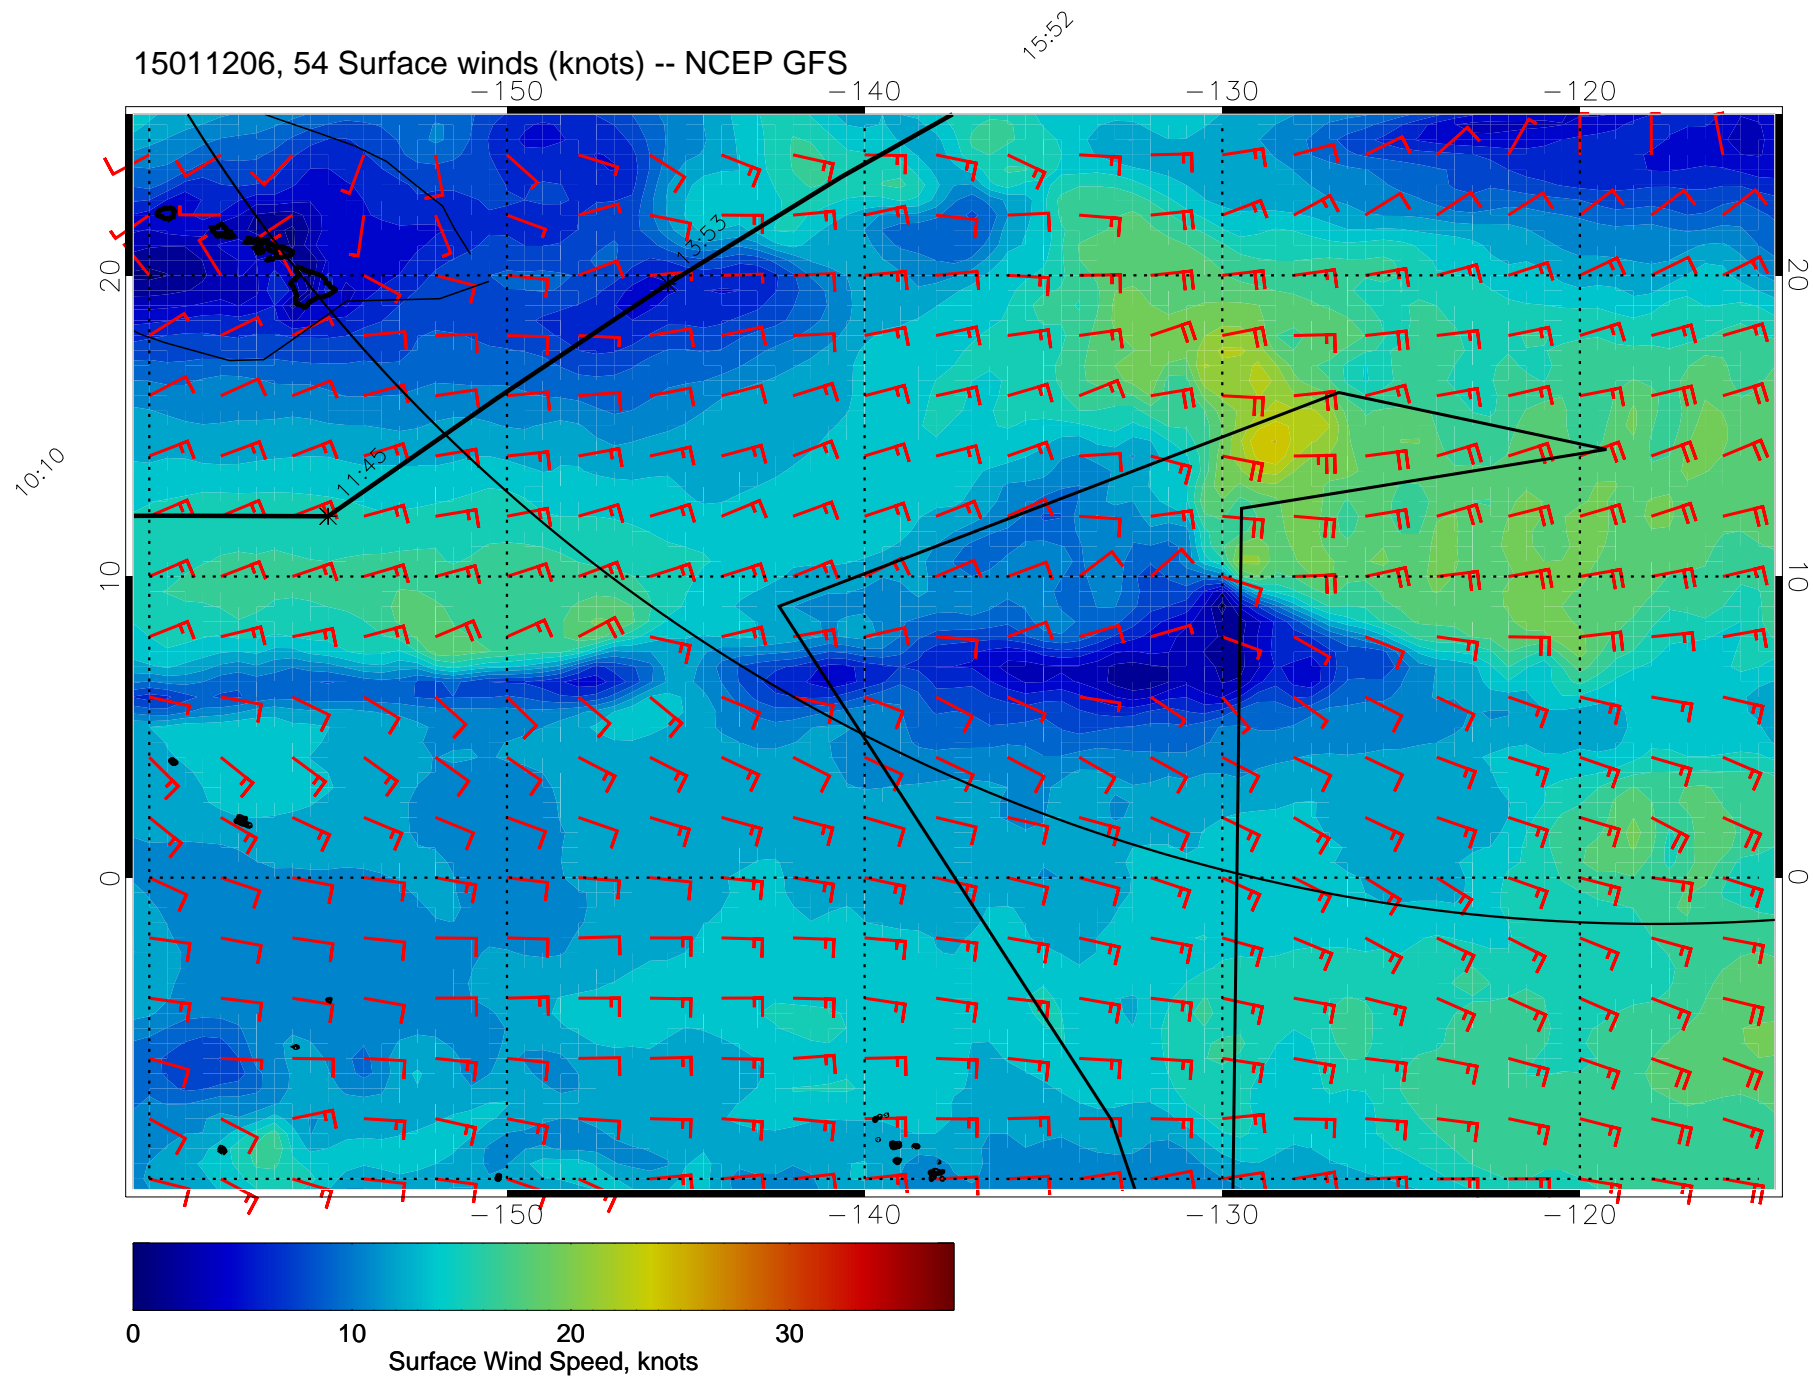 15:52
15011206, 54 Surface winds (knots) -- NCEP GFS
−150 −140 −130 −120
13:53
20 20
11:45
10:10
10 10
0 0
−150 −140 −130 −120
0 10 20 30
Surface Wind Speed, knots